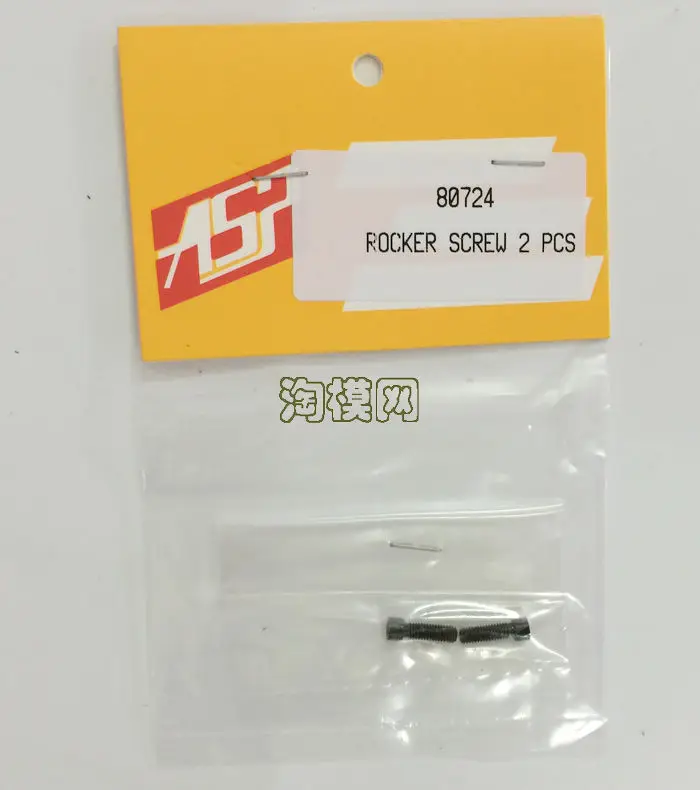 ASP
80724
ROCKER SCREW 2 PCS
淘模网